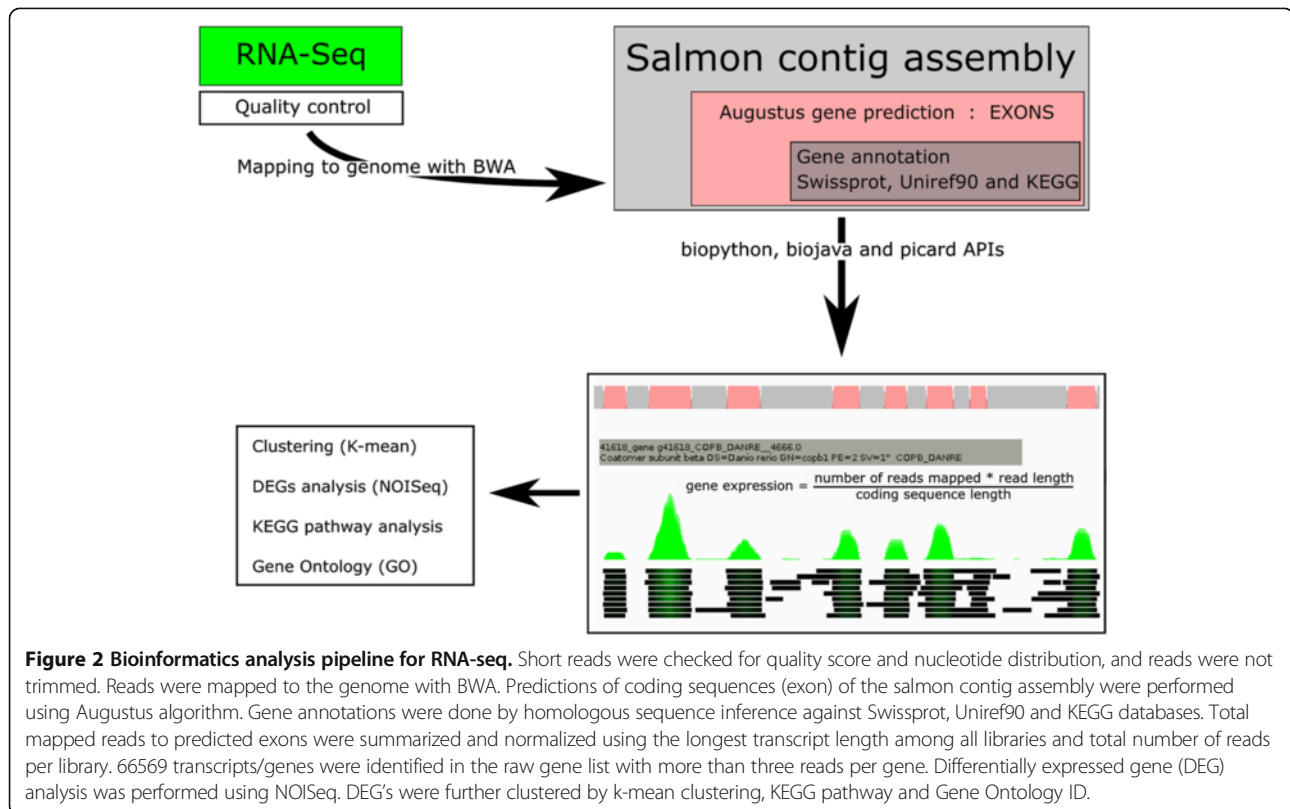 RNA-Seq
Quality control
Mapping to genome with BWA
Salmon contig assembly
Augustus gene prediction : EXONS
Gene annotation
Swissprot, Uniref90 and KEGG
biopython, biojava and picard APIs
41618_gene g41618_COPB_DANRE__4666.0
Coatomer subunit beta OS=Danio rerio GN=copb1 PE=2 SV=1" COPB_DANRE
gene expression = number of reads mapped * read length
coding sequence length
Clustering (K-mean)
DEGs analysis (NOISeq)
KEGG pathway analysis
Gene Ontology (GO)
Figure 2 Bioinformatics analysis pipeline for RNA-seq. Short reads were checked for quality score and nucleotide distribution, and reads were not
trimmed. Reads were mapped to the genome with BWA. Predictions of coding sequences (exon) of the salmon contig assembly were performed
using Augustus algorithm. Gene annotations were done by homologous sequence inference against Swissprot, Uniref90 and KEGG databases. Total
mapped reads to predicted exons were summarized and normalized using the longest transcript length among all libraries and total number of reads
per library. 66569 transcripts/genes were identified in the raw gene list with more than three reads per gene. Differentially expressed gene (DEG)
analysis was performed using NOISeq. DEG's were further clustered by k-mean clustering, KEGG pathway and Gene Ontology ID.